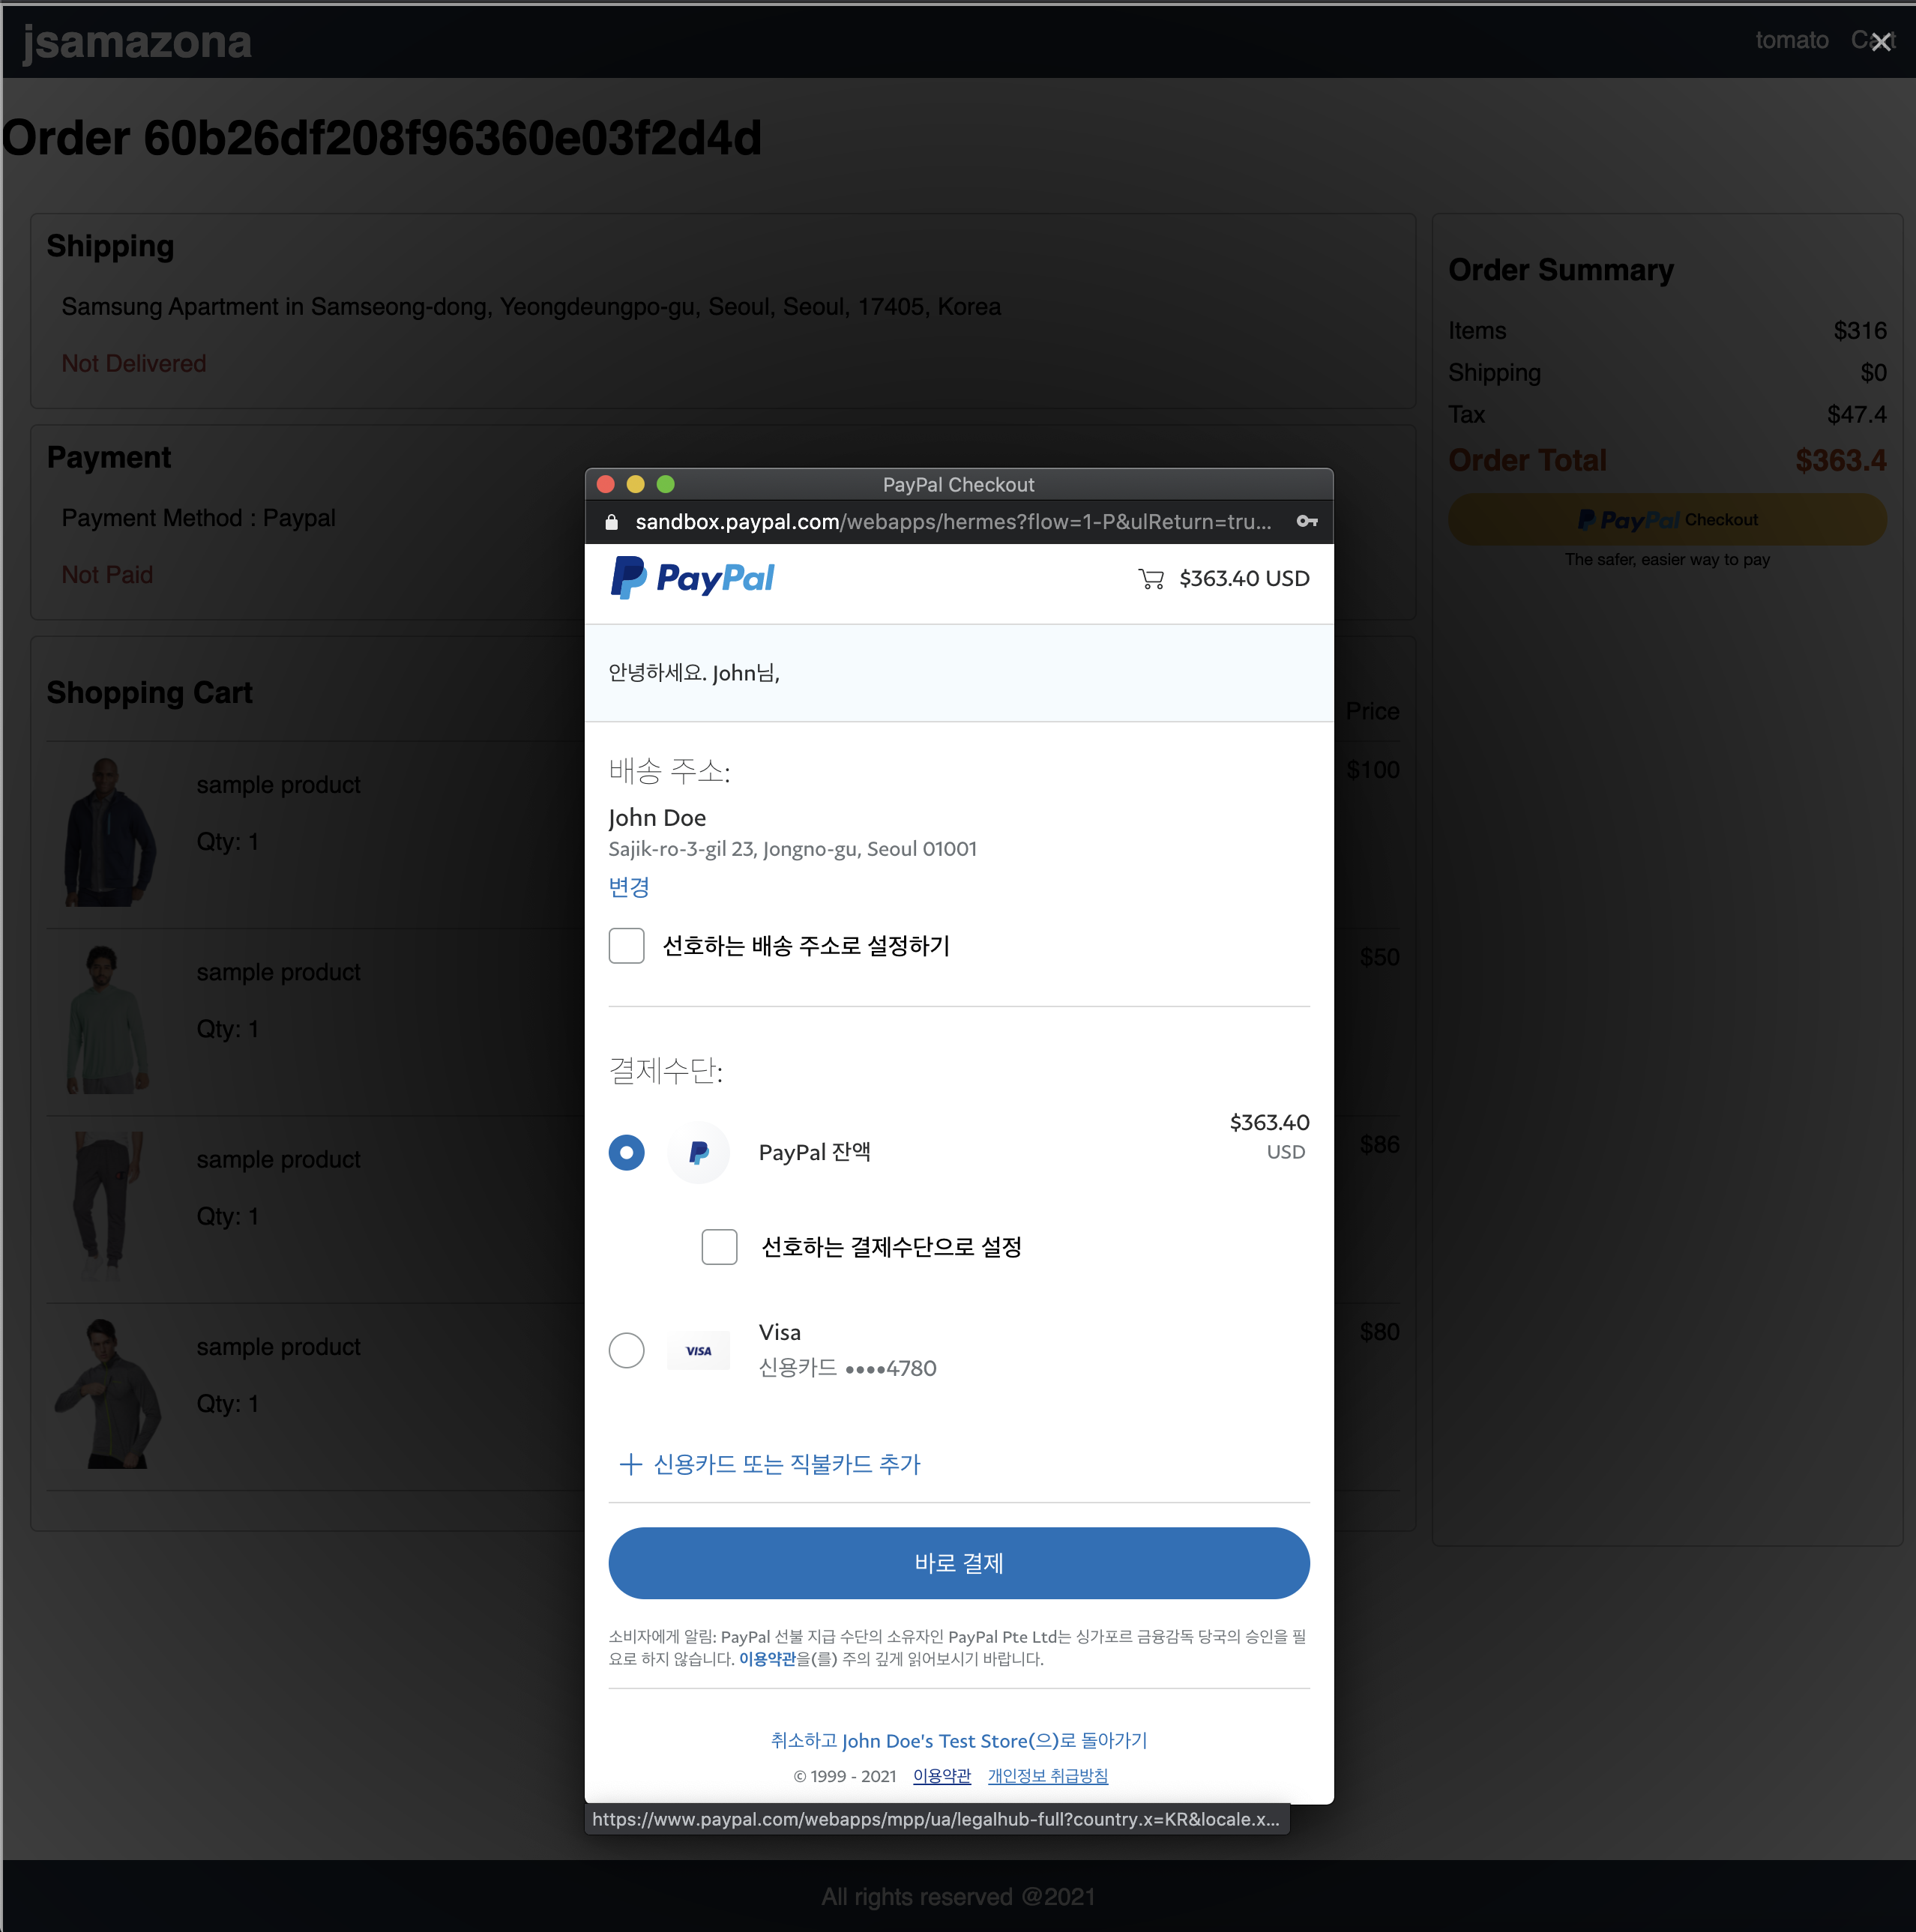 jsamazona
tomato Cart
Order 60b26df208f96360e03f2d4d
Shipping
Samsung Apartment in Samseong-dong, Yeongdeungpo-gu, Seoul, Seoul, 17405, Korea
Not Delivered
Payment
Payment Method : Paypal
Not Paid
Shopping Cart
Price
sample product
Qty: 1
$100
sample product
Qty: 1
$50
sample product
Qty: 1
$86
sample product
Qty: 1
$80
Order Summary
Items $316
Shipping $0
Tax $47.4
Order Total $363.4
PayPal Checkout
The safer, easier way to pay
PayPal Checkout
sandbox.paypal.com/webapps/hermes?flow=1-P&ulReturn=tru...
PayPal $363.40 USD
안녕하세요. John님,
배송 주소:
John Doe
Sajik-ro-3-gil 23, Jongno-gu, Seoul 01001
변경
선호하는 배송 주소로 설정하기
결제수단:
PayPal 잔액
$363.40
USD
선호하는 결제수단으로 설정
VISA
Visa
신용카드 ••••4780
+ 신용카드 또는 직불카드 추가
바로 결제
소비자에게 알림: PayPal 선불 지급 수단의 소유자인 PayPal Pte Ltd는 싱가포르 금융감독 당국의 승인을 필
요로 하지 않습니다. 이용약관을(를) 주의 깊게 읽어보시기 바랍니다.
취소하고 John Doe's Test Store(으)로 돌아가기
© 1999 - 2021 이용약관 개인정보 취급방침
https://www.paypal.com/webapps/mpp/ua/legalhub-full?country.x=KR&locale.x...
All rights reserved @2021